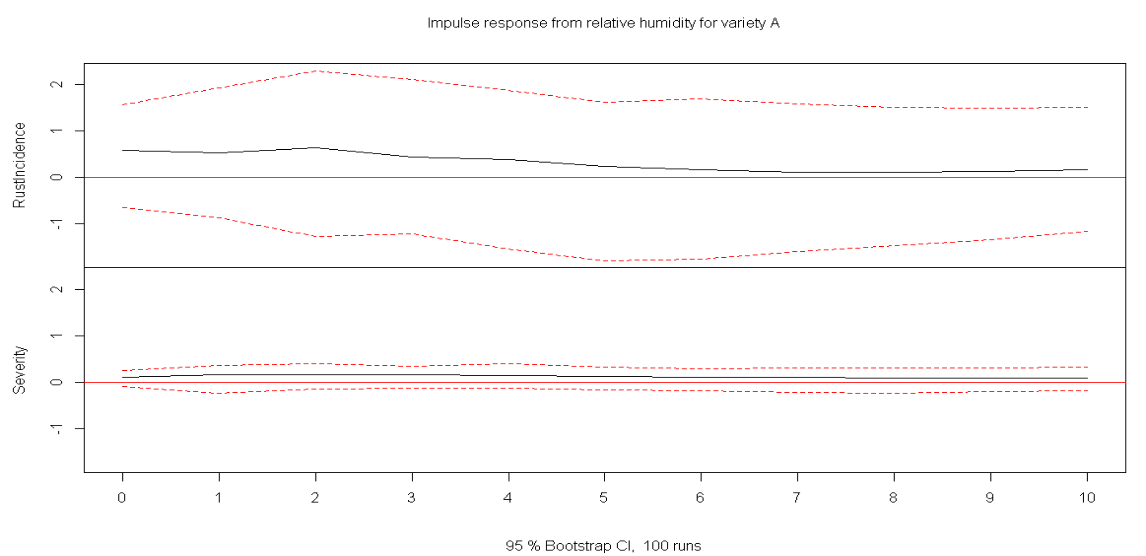 Impulse response from relative humidity for variety A
RustIncidence
2
1
0
-1
Severity
2
1
0
-1
0 1 2 3 4 5 6 7 8 9 10
95 % Bootstrap CI, 100 runs